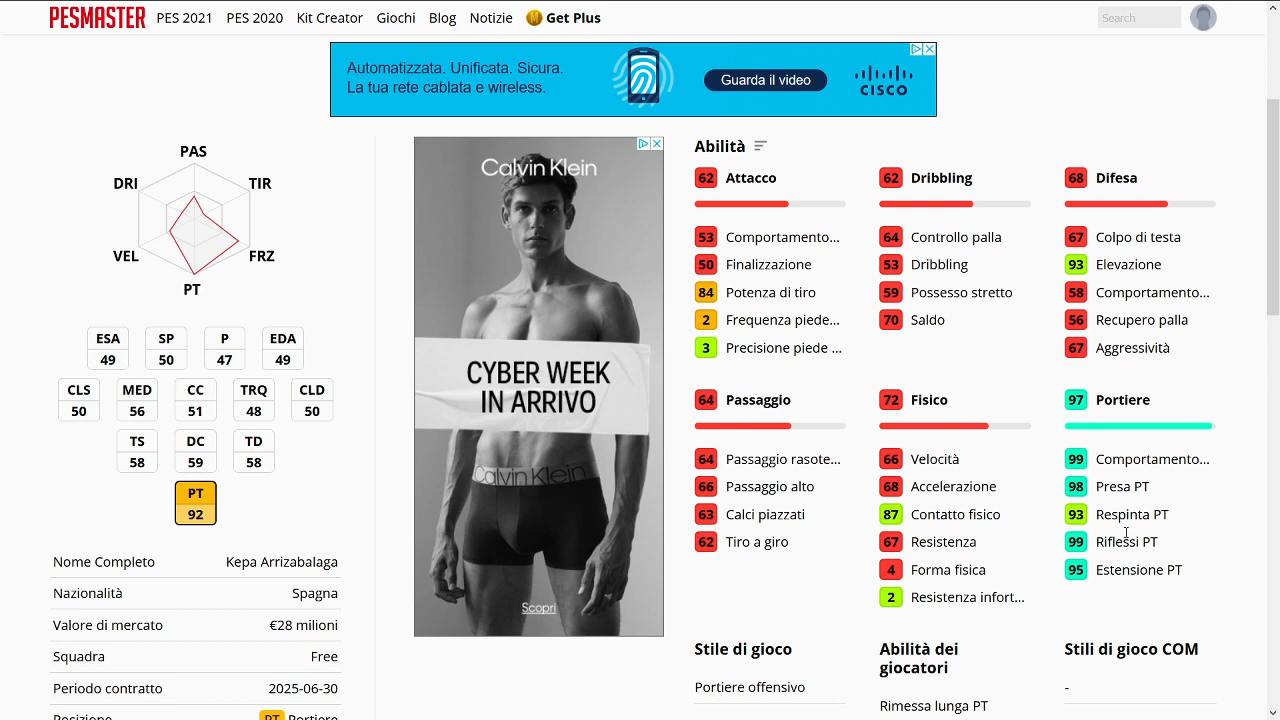 PESMASTER
PES 2021
PES 2020
Kit Creator
Giochi
Blog
Notizie
Get Plus
Search
Automatizzata. Unificata. Sicura.
La tua rete cablata e wireless.
Guarda il video
CISCO
PAS
DRI
TIR
VEL
FRZ
PT
ESA SP P EDA
49 50 47 49
CLS MED CC TRQ CLD
50 56 51 48 50
TS DC TD
58 59 58
PT
92
Nome Completo Kepa Arrizabalaga
Nazionalità Spagna
Valore di mercato €28 milioni
Squadra Free
Periodo contratto 2025-06-30
Posizione PT Portiere
Calvin Klein
CYBER WEEK
IN ARRIVO
Calvin Klein
Scopri
Abilità
62 Attacco
53 Comportamento...
50 Finalizzazione
84 Potenza di tiro
2 Frequenza piede...
3 Precisione piede ...
62 Dribbling
64 Controllo palla
53 Dribbling
59 Possesso stretto
70 Saldo
68 Difesa
67 Colpo di testa
93 Elevazione
58 Comportamento...
56 Recupero palla
67 Aggressività
64 Passaggio
64 Passaggio rasote...
66 Passaggio alto
63 Calci piazzati
62 Tiro a giro
72 Fisico
66 Velocità
68 Accelerazione
87 Contatto fisico
67 Resistenza
4 Forma fisica
2 Resistenza infort...
97 Portiere
99 Comportamento...
98 Presa PT
93 Respinta PT
99 Riflessi PT
95 Estensione PT
Stile di gioco
Portiere offensivo
Abilità dei
giocatori
Rimessa lunga PT
Stili di gioco COM
-